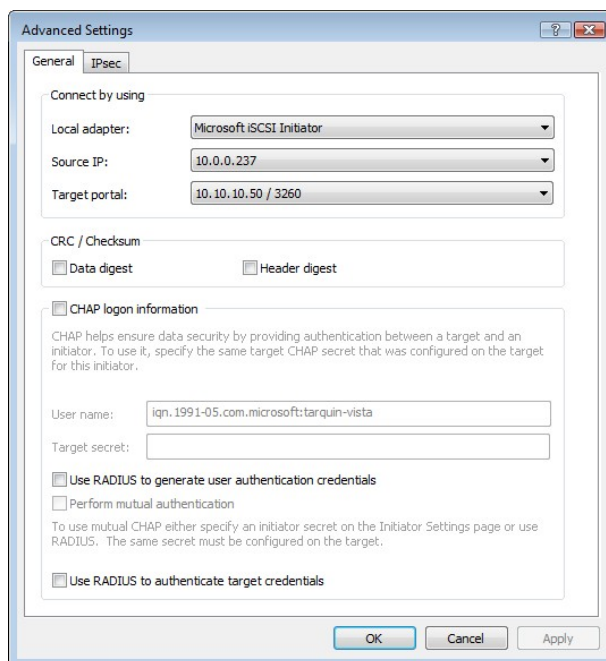 Advanced Settings
General IPsec
Connect by using
Local adapter: Microsoft iSCSI Initiator
Source IP: 10.0.0.237
Target portal: 10.10.10.50 / 3260
CRC / Checksum
Data digest Header digest
CHAP logon information
CHAP helps ensure data security by providing authentication between a target and an
initiator. To use it, specify the same target CHAP secret that was configured on the target
for this initiator.
User name: iqn.1991-05.com.microsoft:tarquin-vista
Target secret:
Use RADIUS to generate user authentication credentials
Perform mutual authentication
To use mutual CHAP either specify an initiator secret on the Initiator Settings page or use
RADIUS. The same secret must be configured on the target.
Use RADIUS to authenticate target credentials
OK Cancel Apply